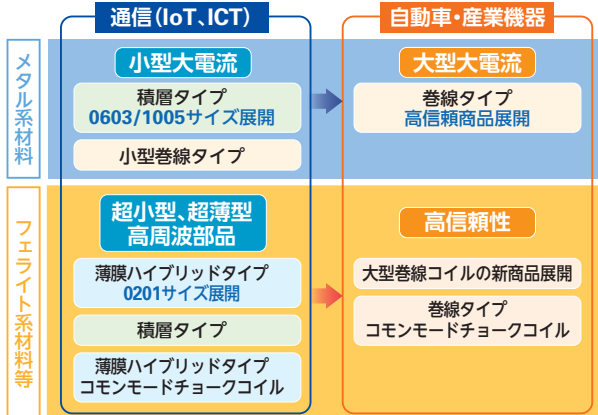 通信(IoT、ICT)
自動車・産業機器
メタル系材料
小型大電流
積層タイプ
0603/1005サイズ展開
小型巻線タイプ
大型大電流
巻線タイプ
高信頼商品展開
フェライト系材料等
超小型、超薄型
高周波部品
薄膜ハイブリッドタイプ
0201サイズ展開
積層タイプ
薄膜ハイブリッドタイプ
コモンモードチョークコイル
高信頼性
大型巻線コイルの新商品展開
巻線タイプ
コモンモードチョークコイル